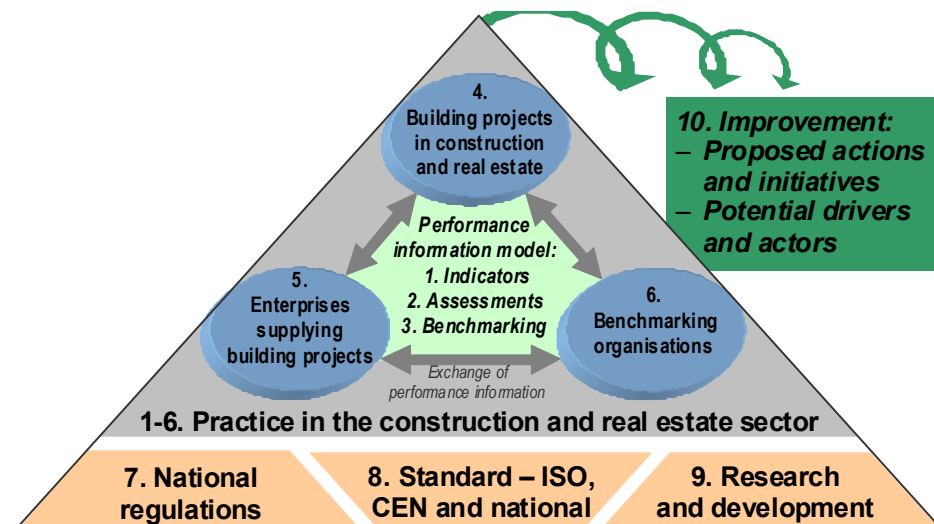 4.
Building projects
in construction
and real estate
10. Improvement:
– Proposed actions
and initiatives
– Potential drivers
and actors
Performance
information model:
1. Indicators
2. Assessments
3. Benchmarking
5.
Enterprises
supplying
building projects
6.
Benchmarking
organisations
Exchange of
performance information
1-6. Practice in the construction and real estate sector
7. National
regulations
8. Standard – ISO,
CEN and national
9. Research
and development